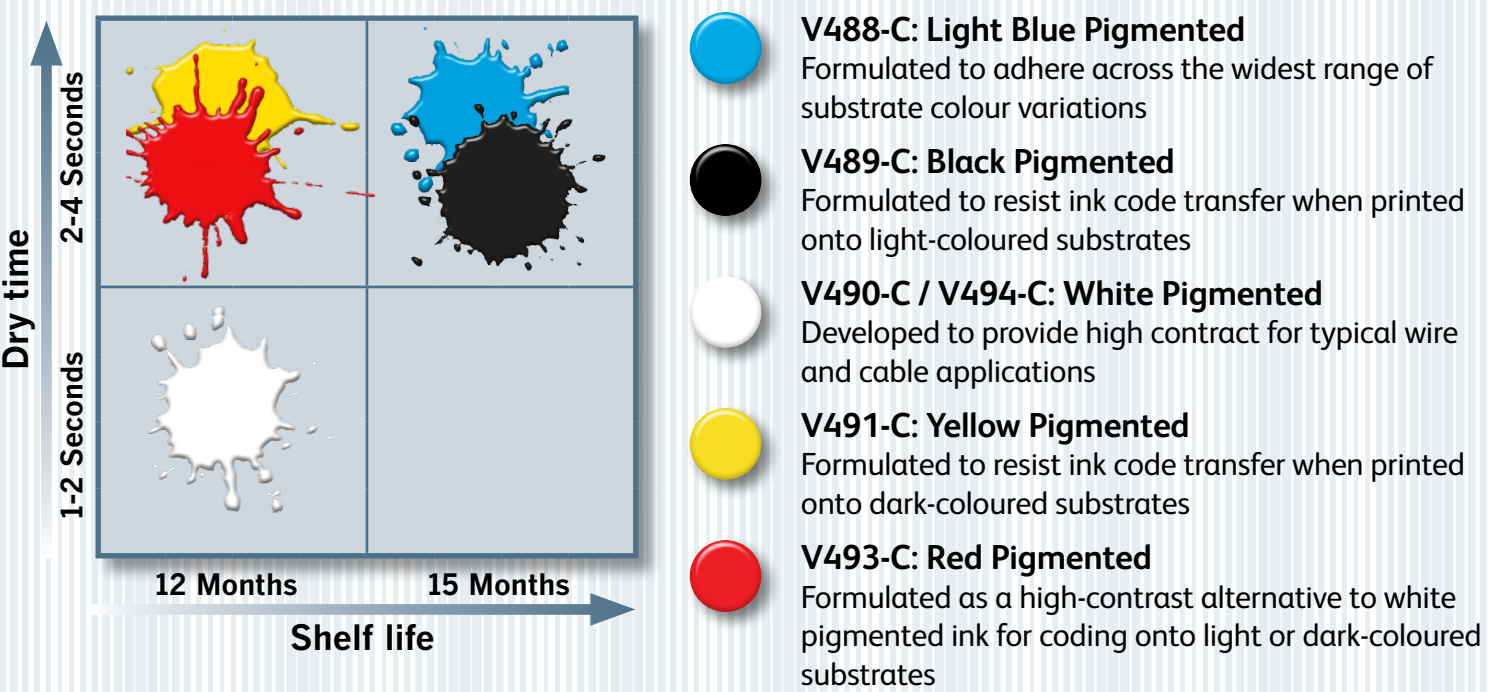 Dry time
2-4 Seconds
1-2 Seconds
12 Months
15 Months
Shelf life
V488-C: Light Blue Pigmented
Formulated to adhere across the widest range of
substrate colour variations
V489-C: Black Pigmented
Formulated to resist ink code transfer when printed
onto light-coloured substrates
V490-C / V494-C: White Pigmented
Developed to provide high contract for typical wire
and cable applications
V491-C: Yellow Pigmented
Formulated to resist ink code transfer when printed
onto dark-coloured substrates
V493-C: Red Pigmented
Formulated as a high-contrast alternative to white
pigmented ink for coding onto light or dark-coloured
substrates